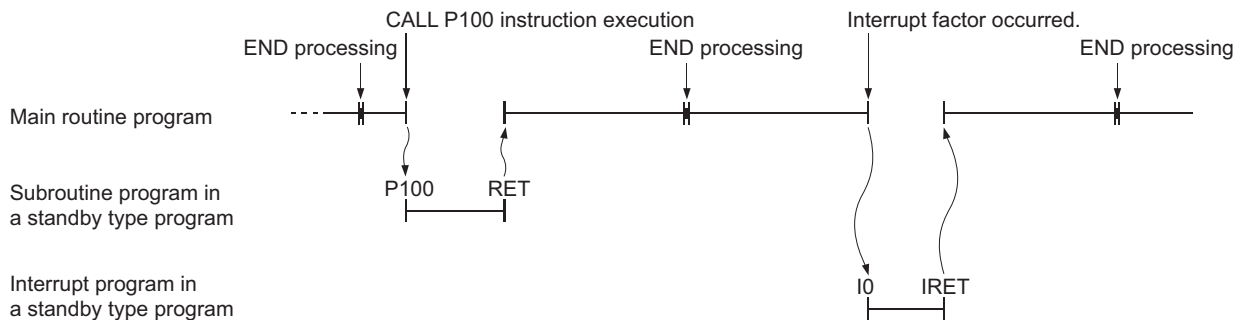 CALL P100 instruction execution
Interrupt factor occurred.
END processing
END processing
END processing
Main routine program
P100
RET
Subroutine program in
a standby type program
I0
IRET
Interrupt program in
a standby type program